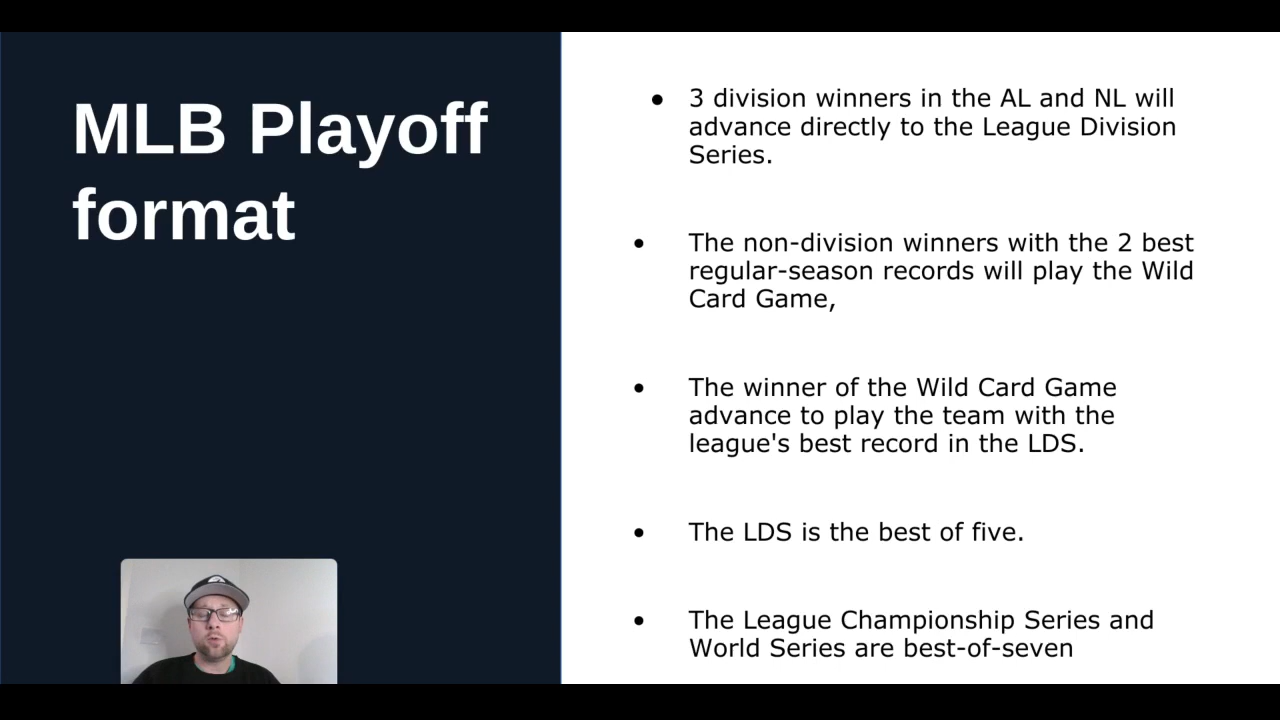 MLB Playoff
format
● 3 division winners in the AL and NL will
advance directly to the League Division
Series.
• The non-division winners with the 2 best
regular-season records will play the Wild
Card Game,
• The winner of the Wild Card Game
advance to play the team with the
league's best record in the LDS.
• The LDS is the best of five.
• The League Championship Series and
World Series are best-of-seven